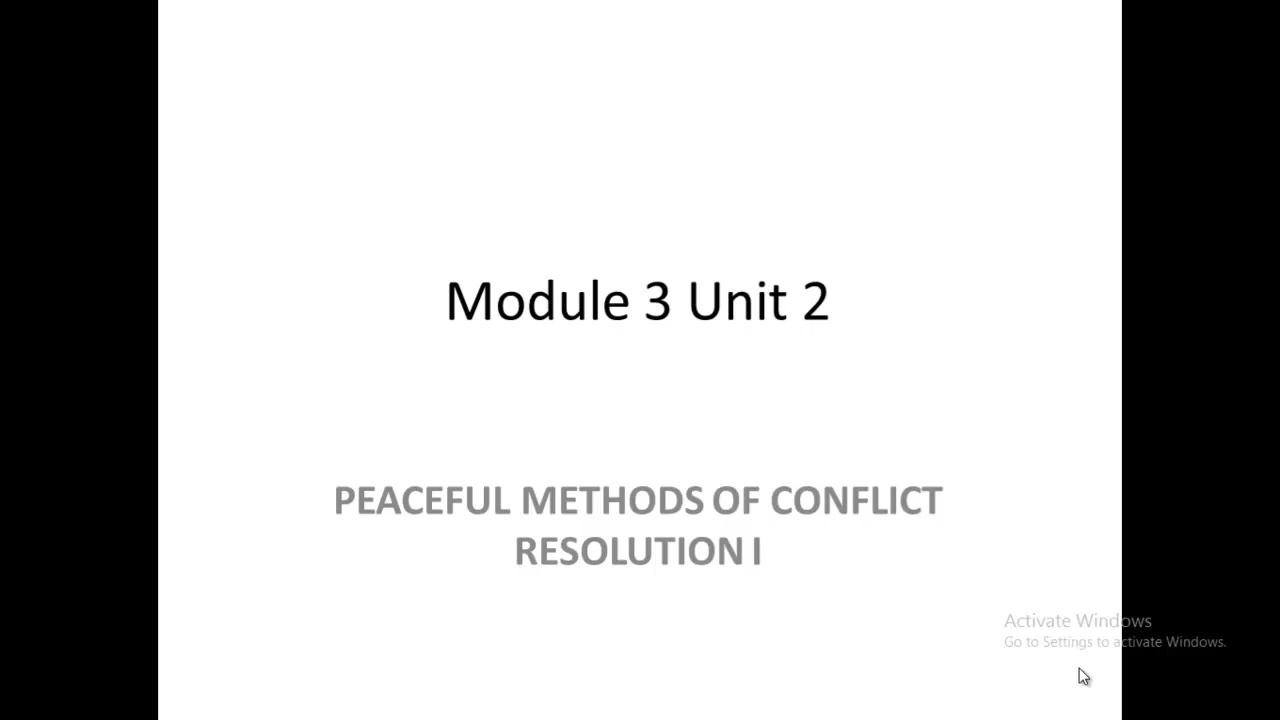 Module 3 Unit 2
PEACEFUL METHODS OF CONFLICT
RESOLUTION I
Activate Windows
Go to Settings to activate Windows.